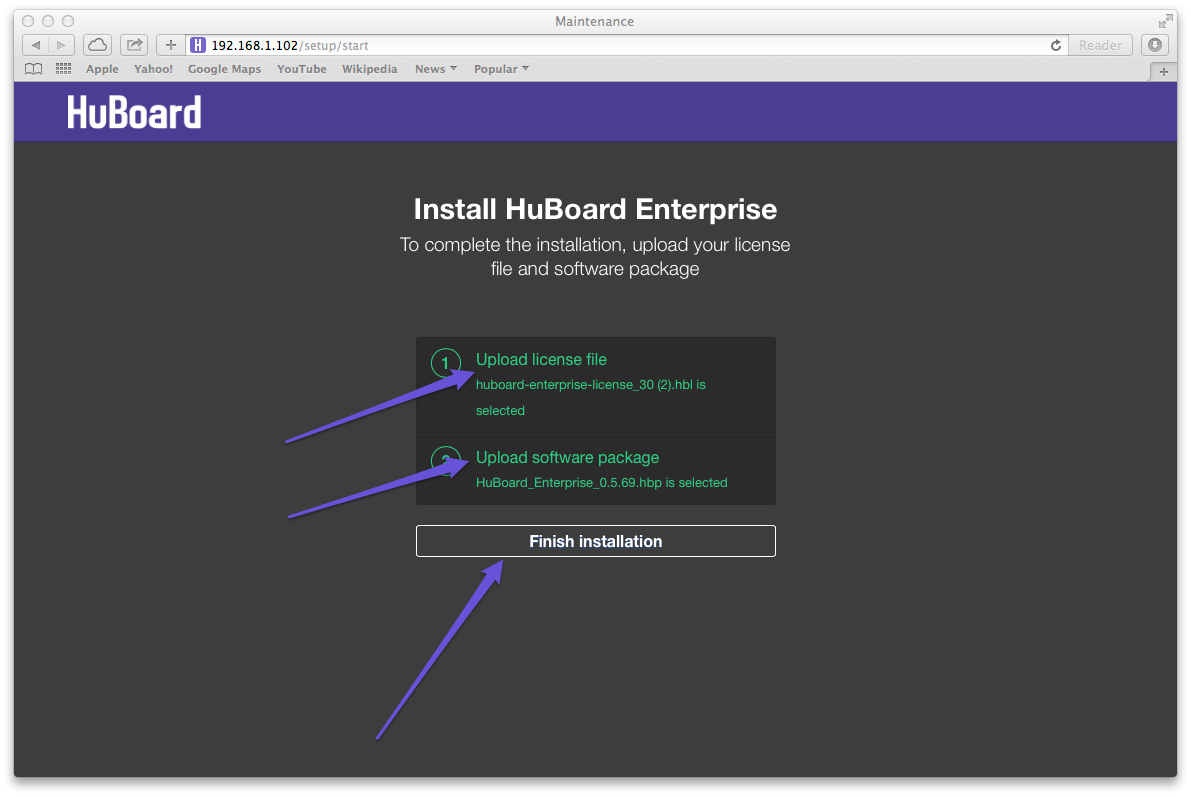 Maintenance
H 192.168.1.102/setup/start Reader
Apple Yahoo! Google Maps YouTube Wikipedia News Popular
HuBoard
Install HuBoard Enterprise
To complete the installation, upload your license
file and software package
1 Upload license file
huboard-enterprise-license_30 (2).hbl is
selected
Upload software package
HuBoard_Enterprise_0.5.69.hbp is selected
Finish installation